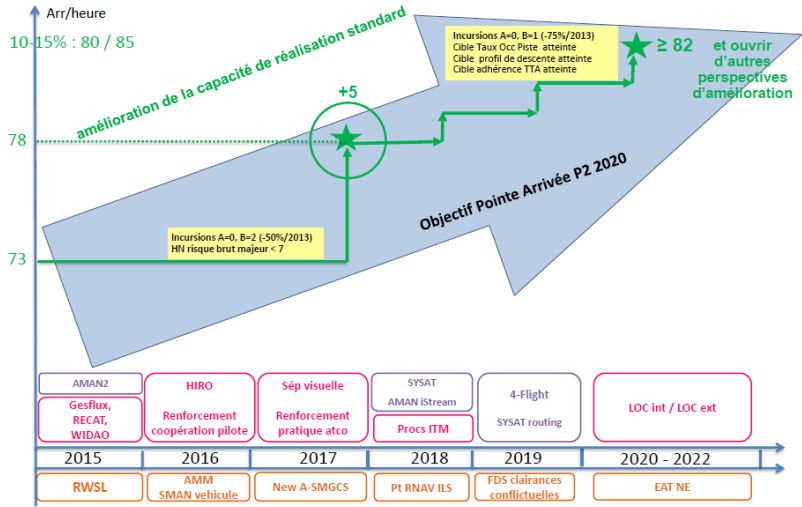 Arr/heure
10-15% : 80 / 85
amélioration de la capacité de réalisation standard
+5
Incursions A=0, B=1 (-75%/2013)
Cible Taux Occ Piste atteinte
Cible profil de descente atteinte
Cible adhérence TTA atteinte
≥ 82
et ouvrir
d'autres
perspectives
d'amélioration
78
Objectif Pointe Arrivée P2 2020
Incursions A=0, B=2 (-50%/2013)
HN risque brut majeur < 7
73
AMAN2
Gesflux,
RECAT,
WIDAO
HIRO
Renforcement
coopération pilote
Sép visuelle
Renforcement
pratique atco
SYSAT
AMAN iStream
Procs ITM
4-Flight
SYSAT routing
LOC int / LOC ext
2015
2016
2017
2018
2019
2020 - 2022
RWSL
AMM
SMAN vehicule
New A-SMGCS
Pt RNAV ILS
FDS clairances
conflictuelles
EAT NE